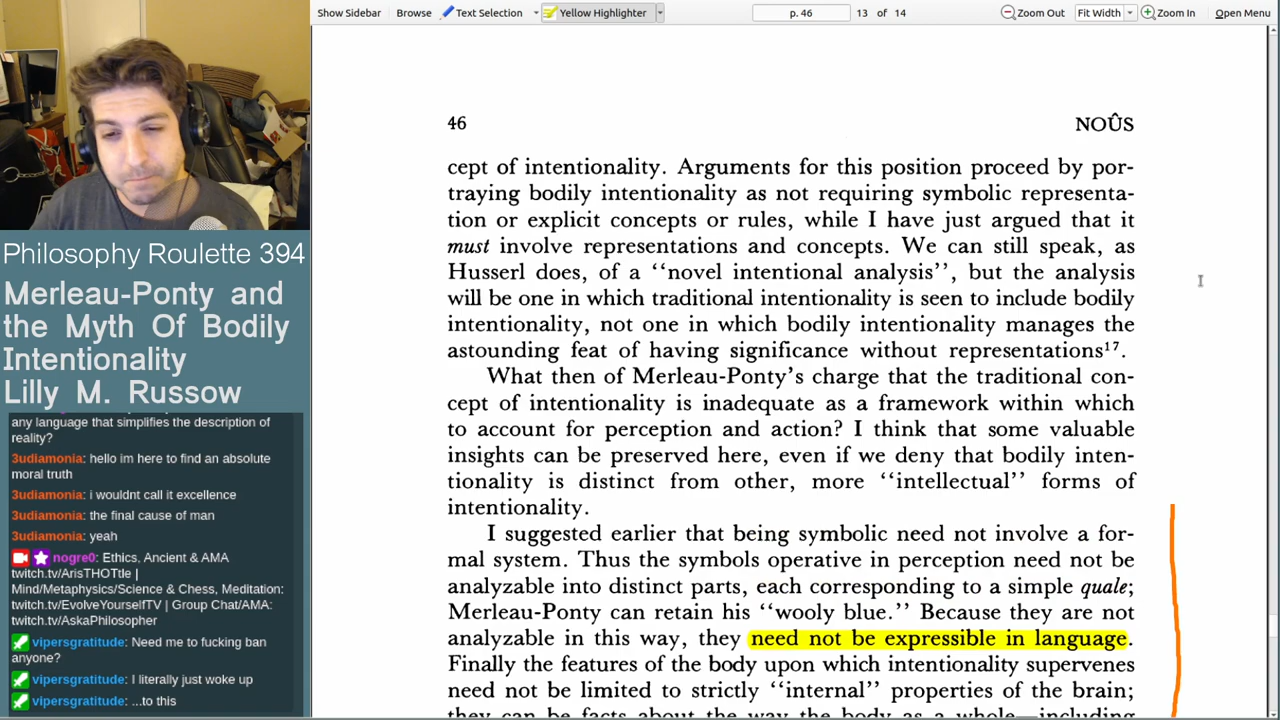 Show Sidebar Browse Text Selection Yellow Highlighter p. 46 13 of 14 Zoom Out Fit Width Zoom In Open Menu
46 NOÛS
cept of intentionality. Arguments for this position proceed by por-
traying bodily intentionality as not requiring symbolic representa-
tion or explicit concepts or rules, while I have just argued that it
must involve representations and concepts. We can still speak, as
Husserl does, of a ‘‘novel intentional analysis’’, but the analysis
will be one in which traditional intentionality is seen to include bodily
intentionality, not one in which bodily intentionality manages the
astounding feat of having significance without representations¹⁷.
What then of Merleau-Ponty’s charge that the traditional con-
cept of intentionality is inadequate as a framework within which
to account for perception and action? I think that some valuable
insights can be preserved here, even if we deny that bodily inten-
tionality is distinct from other, more ‘‘intellectual’’ forms of
intentionality.
I suggested earlier that being symbolic need not involve a for-
mal system. Thus the symbols operative in perception need not be
analyzable into distinct parts, each corresponding to a simple quale;
Merleau-Ponty can retain his ‘‘wooly blue.’’ Because they are not
analyzable in this way, they need not be expressible in language.
Finally the features of the body upon which intentionality supervenes
need not be limited to strictly ‘‘internal’’ properties of the brain;
they can be facts about the way the body as a whole—including
Philosophy Roulette 394
Merleau-Ponty and
the Myth Of Bodily
Intentionality
Lilly M. Russow
any language that simplifies the description of
reality?
3udiamonia: hello im here to find an absolute
moral truth
3udiamonia: i wouldnt call it excellence
3udiamonia: the final cause of man
3udiamonia: yeah
nogre0: Ethics, Ancient & AMA
twitch.tv/ArisTHOTtle |
Mind/Metaphysics/Science & Chess, Meditation:
twitch.tv/EvolveYourselfTV | Group Chat/AMA:
twitch.tv/AskaPhilosopher
vipersgratitude: Need me to fucking ban
anyone?
vipersgratitude: I literally just woke up
vipersgratitude: ...to this